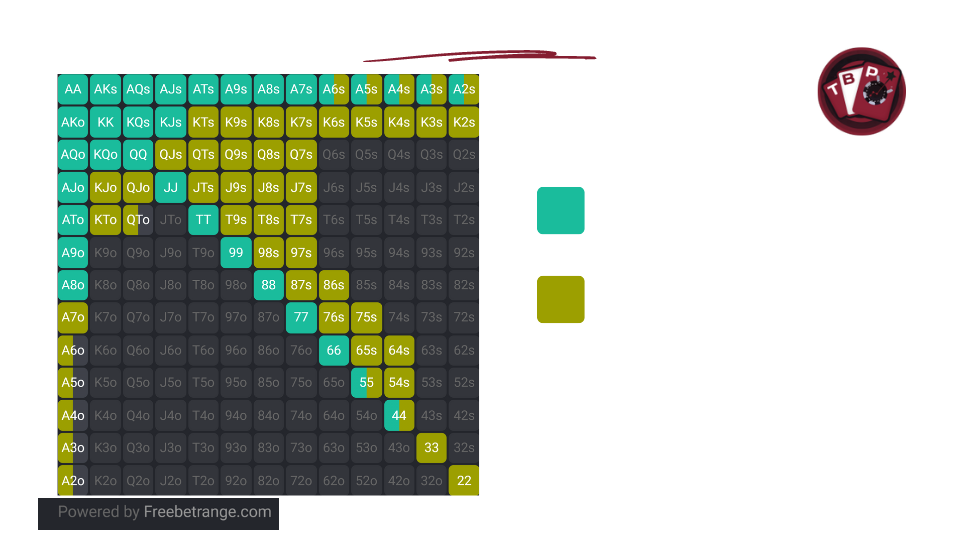 AA AKs AQs AJs ATs A9s A8s A7s A6s A5s A4s A3s A2s
AKo KK KQs KJs KTs K9s K8s K7s K6s K5s K4s K3s K2s
AQo KQo QQ QJs QTs Q9s Q8s Q7s Q6s Q5s Q4s Q3s Q2s
AJo KJo QJo JJ JTs J9s J8s J7s J6s J5s J4s J3s J2s
ATo KTo QTo JTo TT T9s T8s T7s T6s T5s T4s T3s T2s
A9o K9o Q9o J9o T9o 99 98s 97s 96s 95s 94s 93s 92s
A8o K8o Q8o J8o T8o 98o 88 87s 86s 85s 84s 83s 82s
A7o K7o Q7o J7o T7o 97o 87o 77 76s 75s 74s 73s 72s
A6o K6o Q6o J6o T6o 96o 86o 76o 66 65s 64s 63s 62s
A5o K5o Q5o J5o T5o 95o 85o 75o 65o 55 54s 53s 52s
A4o K4o Q4o J4o T4o 94o 84o 74o 64o 54o 44 43s 42s
A3o K3o Q3o J3o T3o 93o 83o 73o 63o 53o 43o 33 32s
A2o K2o Q2o J2o T2o 92o 82o 72o 62o 52o 42o 32o 22
Powered by Freebetrange.com
TBP